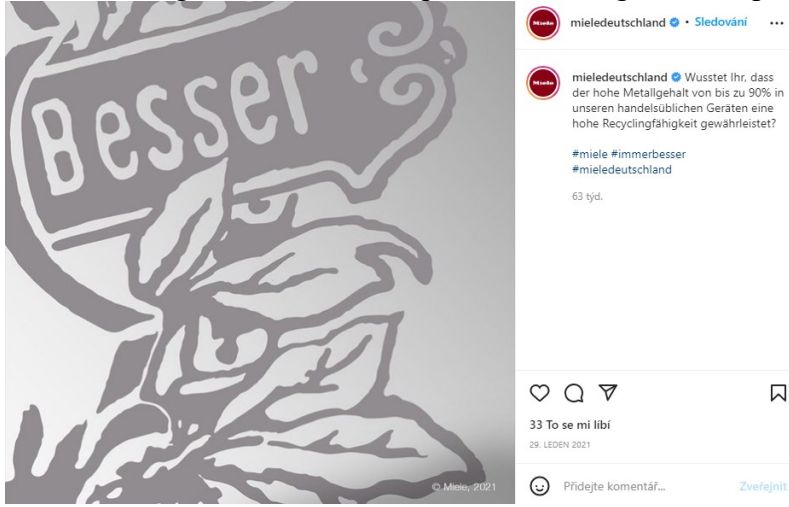 Besser
© Miele, 2021
Miele
mieledeutschland • Sledování ...
Miele
mieledeutschland Wusstet Ihr, dass
der hohe Metallgehalt von bis zu 90% in
unseren handelsüblichen Geräten eine
hohe Recyclingfähigkeit gewährleistet?
#miele #immerbesser
#mieledeutschland
63 týd.
33 To se mi líbí
29. LEDEN 2021
Přidejte komentář...
Zveřejnit